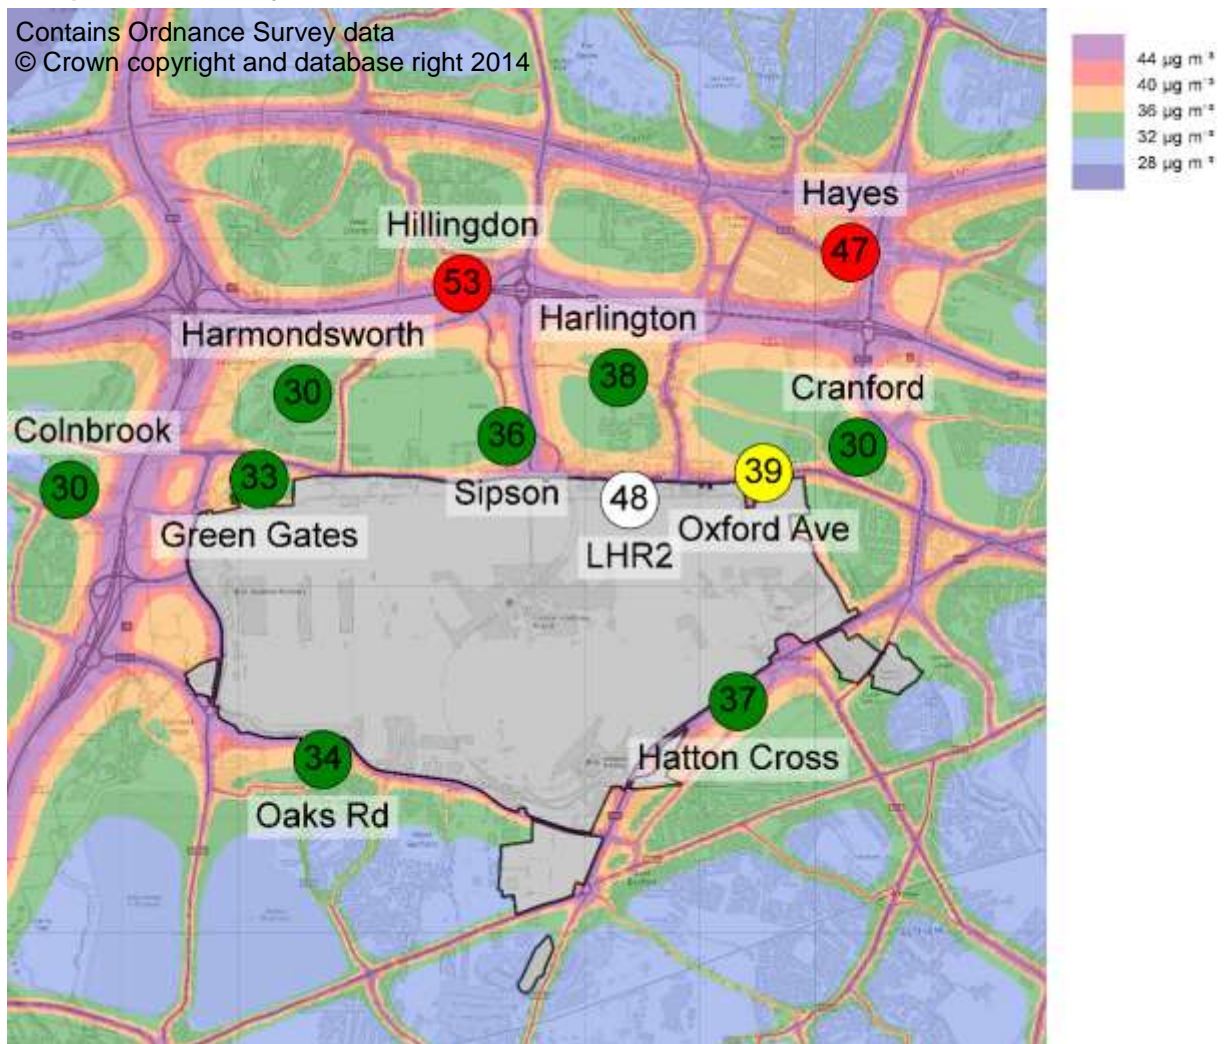 Contains Ordnance Survey data
© Crown copyright and database right 2014
44 µg m⁻³
40 µg m⁻³
36 µg m⁻³
32 µg m⁻³
28 µg m⁻³
Hayes
47
Hillingdon
53
Harlington
38
Harmondsworth
30
Cranford
30
Colnbrook
30
36
Sipson
33
Green Gates
39
Oxford Ave
48
LHR2
37
Hatton Cross
34
Oaks Rd